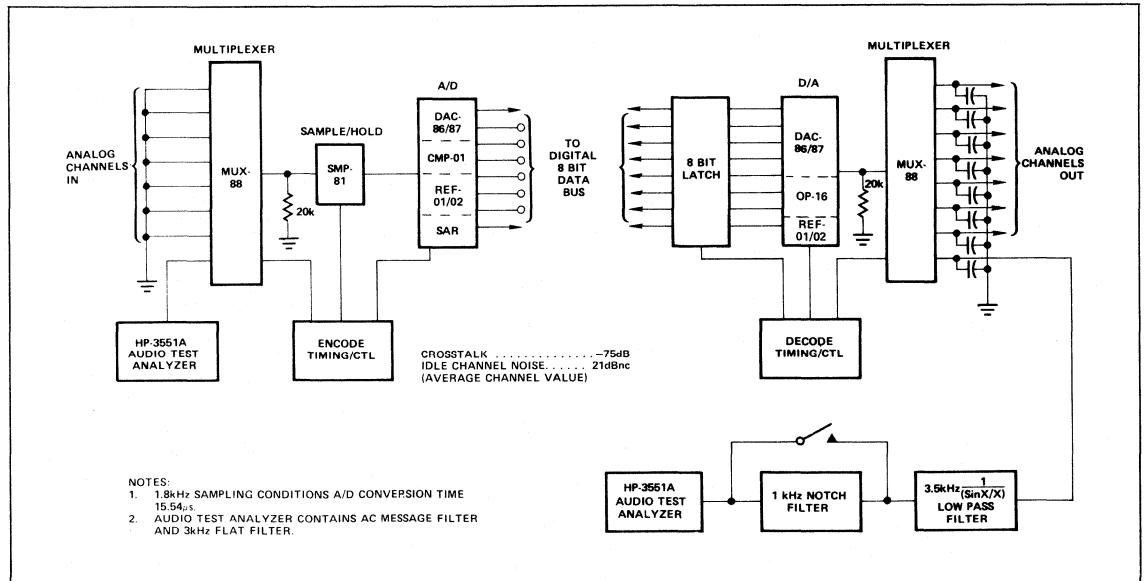 MULTIPLEXER
ANALOG
CHANNELS
IN
MUX-
88
SAMPLE/HOLD
SMP-
81
20k
A/D
DAC-
86/87
CMP-01
REF-
01/02
SAR
TO
DIGITAL
8 BIT
DATA
BUS
HP-3551A
AUDIO TEST
ANALYZER
ENCODE
TIMING/CTL
8 BIT
LATCH
D/A
DAC-
86/87
OP-16
REF-
01/02
20k
MULTIPLEXER
MUX-
88
ANALOG
CHANNELS
OUT
DECODE
TIMING/CTL
CROSSTALK . . . . . . . . . . . . . . –75dB
IDLE CHANNEL NOISE. . . . . . 21dBnc
(AVERAGE CHANNEL VALUE)
HP-3551A
AUDIO TEST
ANALYZER
1 kHz NOTCH
FILTER
3.5kHz 1/(SinX/X)
LOW PASS
FILTER
NOTES:
1. 1.8kHz SAMPLING CONDITIONS A/D CONVERSION TIME
15.54μs.
2. AUDIO TEST ANALYZER CONTAINS AC MESSAGE FILTER
AND 3kHz FLAT FILTER.